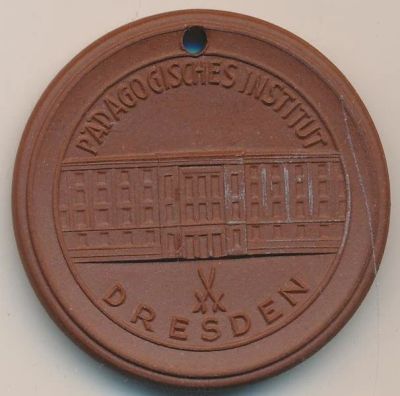 PÄDAGOGISCHES INSTITUT
DRESDEN